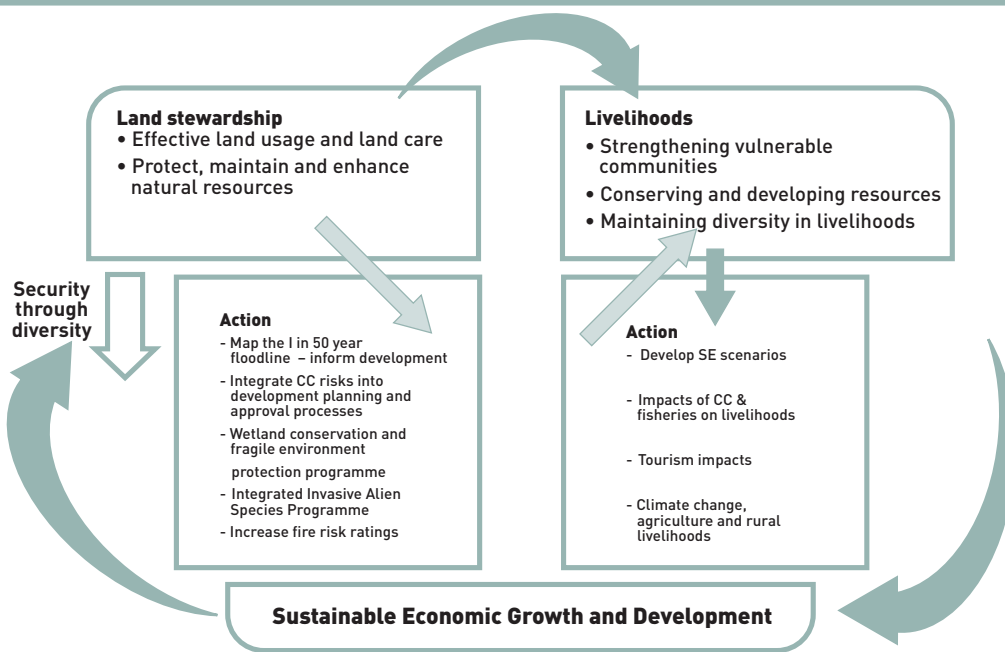 Land stewardship
• Effective land usage and land care
• Protect, maintain and enhance
natural resources
Livelihoods
• Strengthening vulnerable
communities
• Conserving and developing resources
• Maintaining diversity in livelihoods
Security
through
diversity
Action
- Map the I in 50 year
floodline – inform development
- Integrate CC risks into
development planning and
approval processes
- Wetland conservation and
fragile environment
protection programme
- Integrated Invasive Alien
Species Programme
- Increase fire risk ratings
Action
- Develop SE scenarios
- Impacts of CC &
fisheries on livelihoods
- Tourism impacts
- Climate change,
agriculture and rural
livelihoods
Sustainable Economic Growth and Development